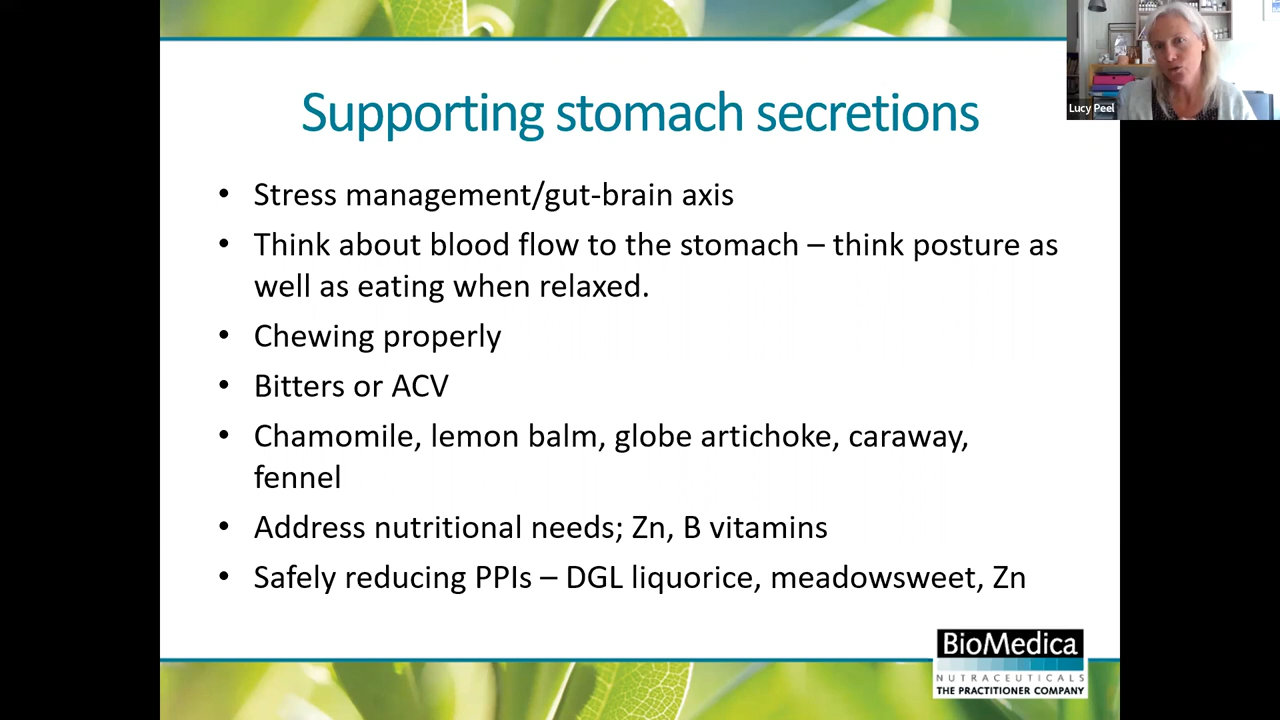 Supporting stomach secretions
Lucy Peel
• Stress management/gut-brain axis
• Think about blood flow to the stomach – think posture as
well as eating when relaxed.
• Chewing properly
• Bitters or ACV
• Chamomile, lemon balm, globe artichoke, caraway,
fennel
• Address nutritional needs; Zn, B vitamins
• Safely reducing PPIs – DGL liquorice, meadowsweet, Zn
BioMedica
NUTRACEUTICALS
THE PRACTITIONER COMPANY